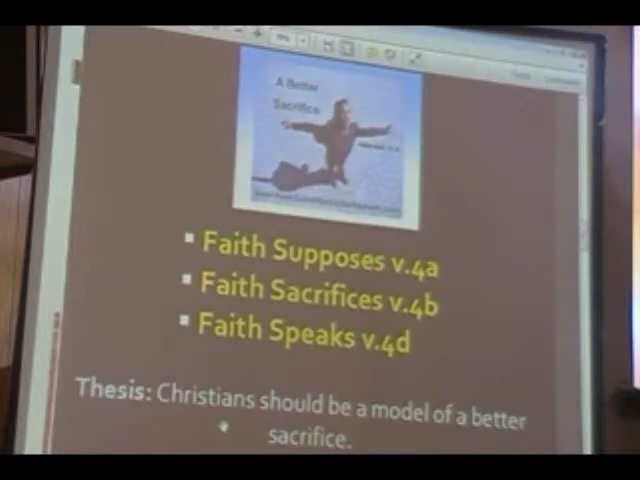 A Better
Sacrifice
Faith Supposes v.4a
Faith Sacrifices v.4b
Faith Speaks v.4d
Thesis: Christians should be a model of a better
sacrifice.